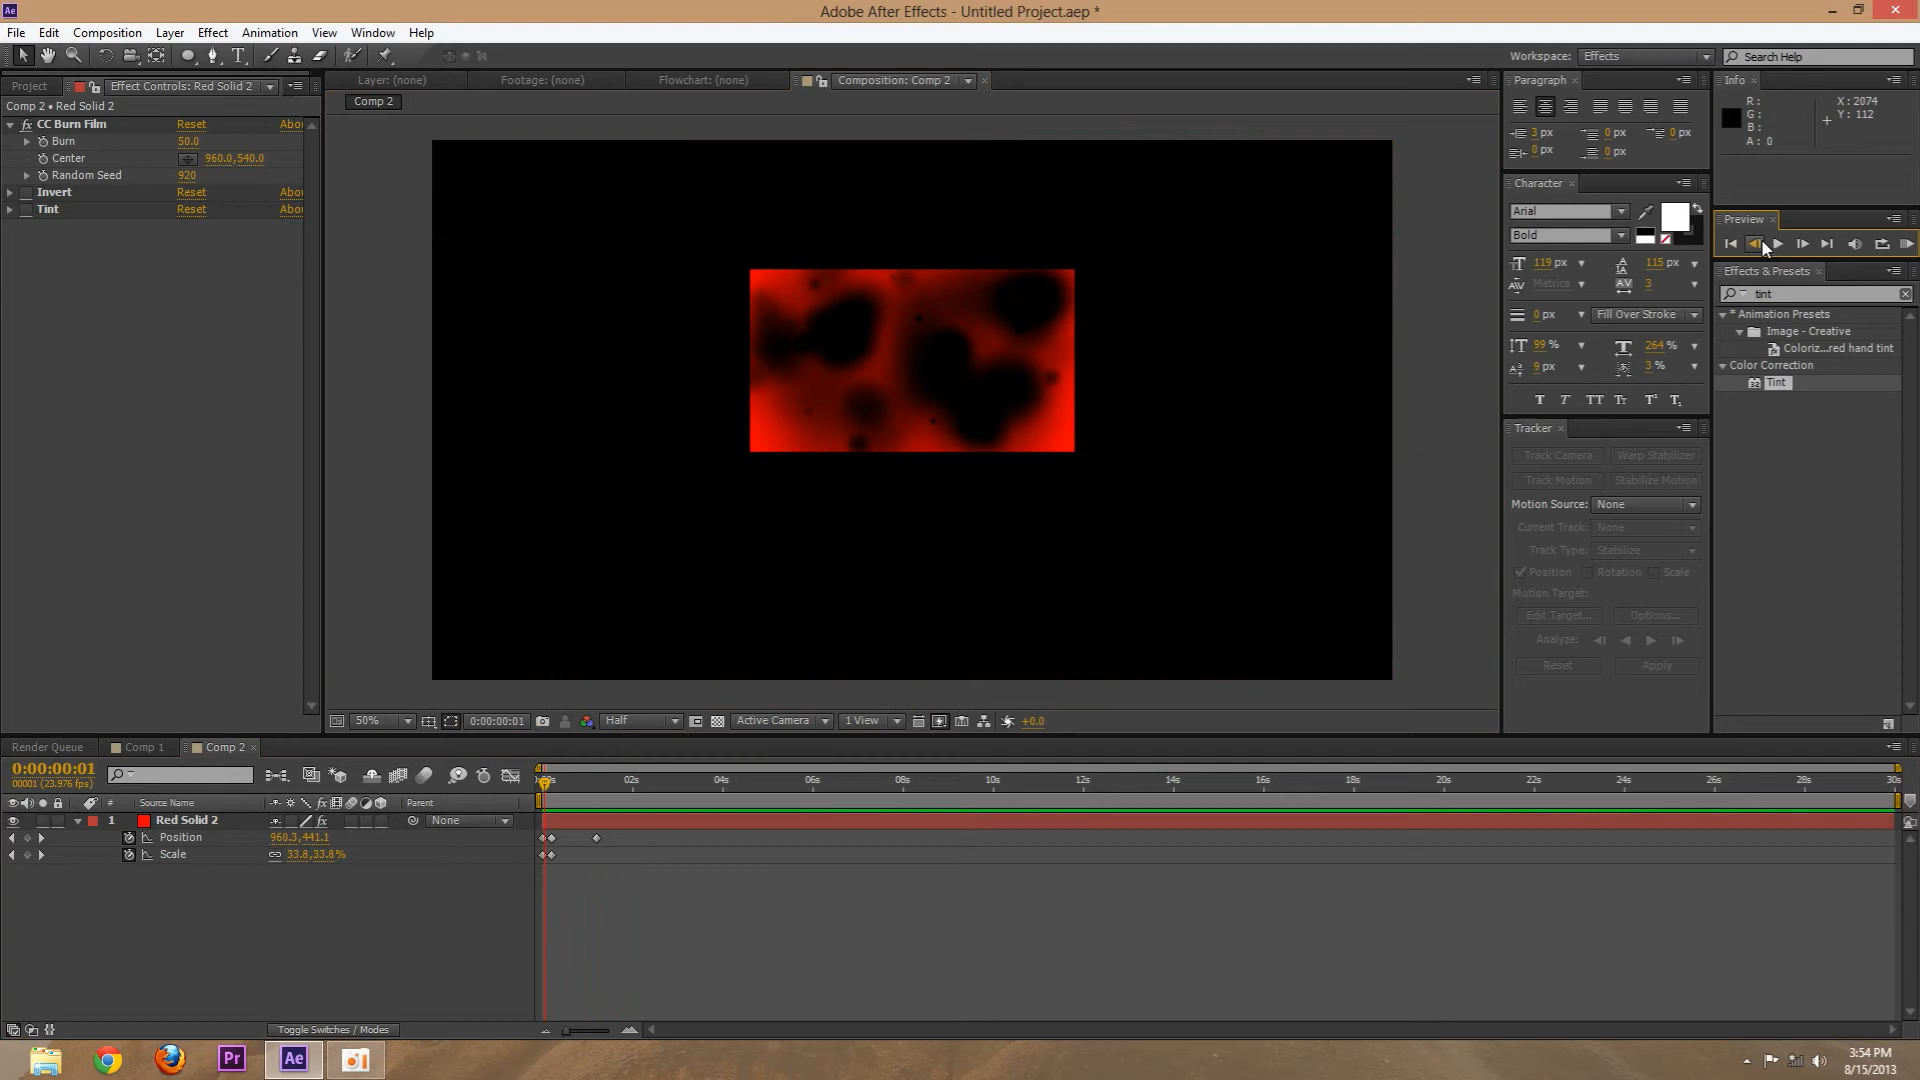 Adobe After Effects - Untitled Project.aep *
File Edit Composition Layer Effect Animation View Window Help
Workspace: Effects Search Help
Project Effect Controls: Red Solid 2
Layer: (none) Footage: (none) Flowchart: (none) Composition: Comp 2
Comp 2 • Red Solid 2
Comp 2
CC Burn Film Reset Abou
Burn 50.0
Center 960.0,540.0
Random Seed 920
Invert Reset Abou
Tint Reset Abou
Paragraph
3 px 0 px 0 px
0 px 0 px
Character
Arial
Bold
119 px 115 px
Metrics 3
0 px Fill Over Stroke
99 % 264 %
9 px 3 %
T T TT Tt T¹ T₁
Tracker
Track Camera Warp Stabilizer
Track Motion Stabilize Motion
Motion Source: None
Current Track: None
Track Type: Stabilize
Position Rotation Scale
Motion Target:
Edit Target... Options...
Analyze:
Reset Apply
Info
R: X: 2074
G: Y: 112
B:
A: 0
Preview
Effects & Presets
tint
* Animation Presets
Image - Creative
Coloriz...red hand tint
Color Correction
Tint
50% 0:00:00:01 Half Active Camera 1 View +0.0
Render Queue Comp 1 Comp 2
0:00:00:01
00001 (23.976 fps)
02s 04s 06s 08s 10s 12s 14s 16s 18s 20s 22s 24s 26s 28s 30s
# Source Name Parent
1 Red Solid 2 None
Position 960.3,441.1
Scale 33.8,33.8%
Toggle Switches / Modes
Pr Ae
3:54 PM
8/15/2013